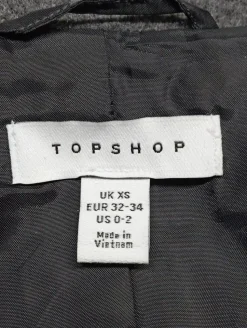 TOPSHOP
UK XS
EUR 32-34
US 0-2
Made in
Vietnam